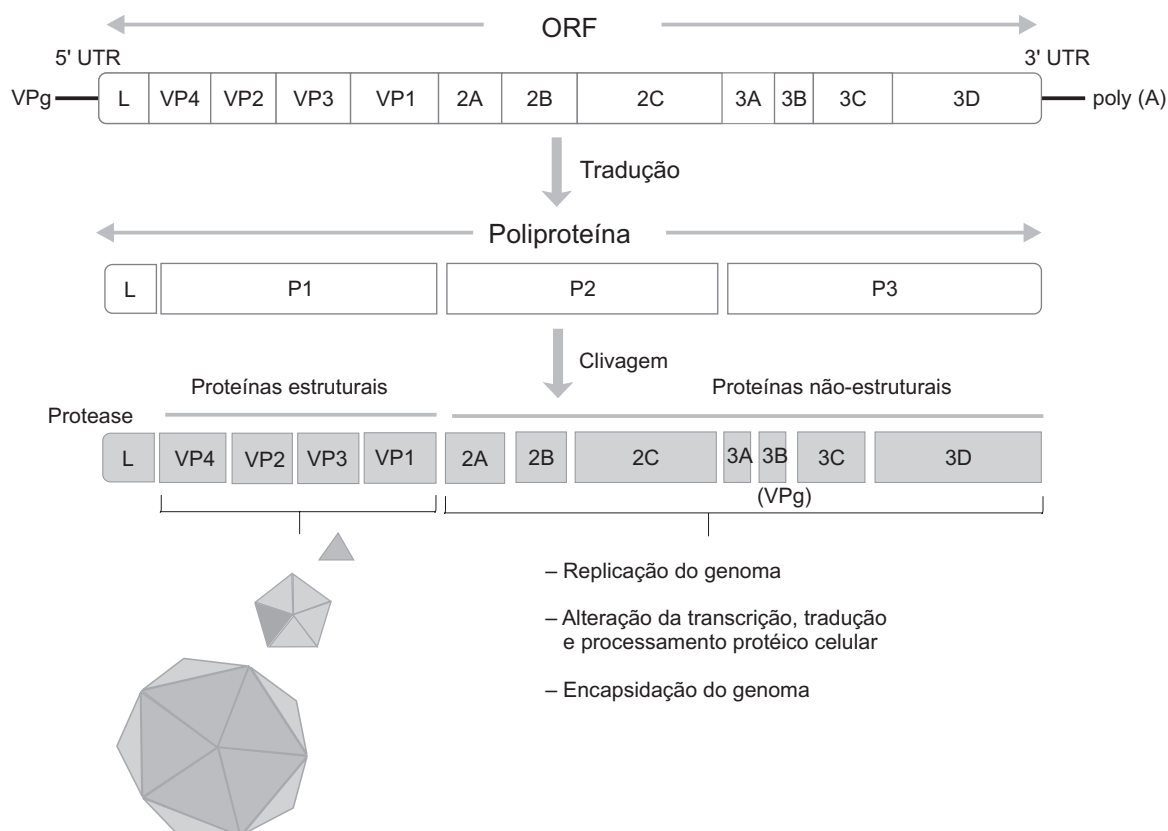 ORF
5' UTR
3' UTR
VPg
L VP4 VP2 VP3 VP1 2A 2B 2C 3A 3B 3C 3D
poly (A)
Tradução
Poliproteína
L P1 P2 P3
Clivagem
Proteínas estruturais
Proteínas não-estruturais
Protease
L VP4 VP2 VP3 VP1 2A 2B 2C 3A 3B 3C 3D
(VPg)
– Replicação do genoma
– Alteração da transcrição, tradução
e processamento protéico celular
– Encapsidação do genoma